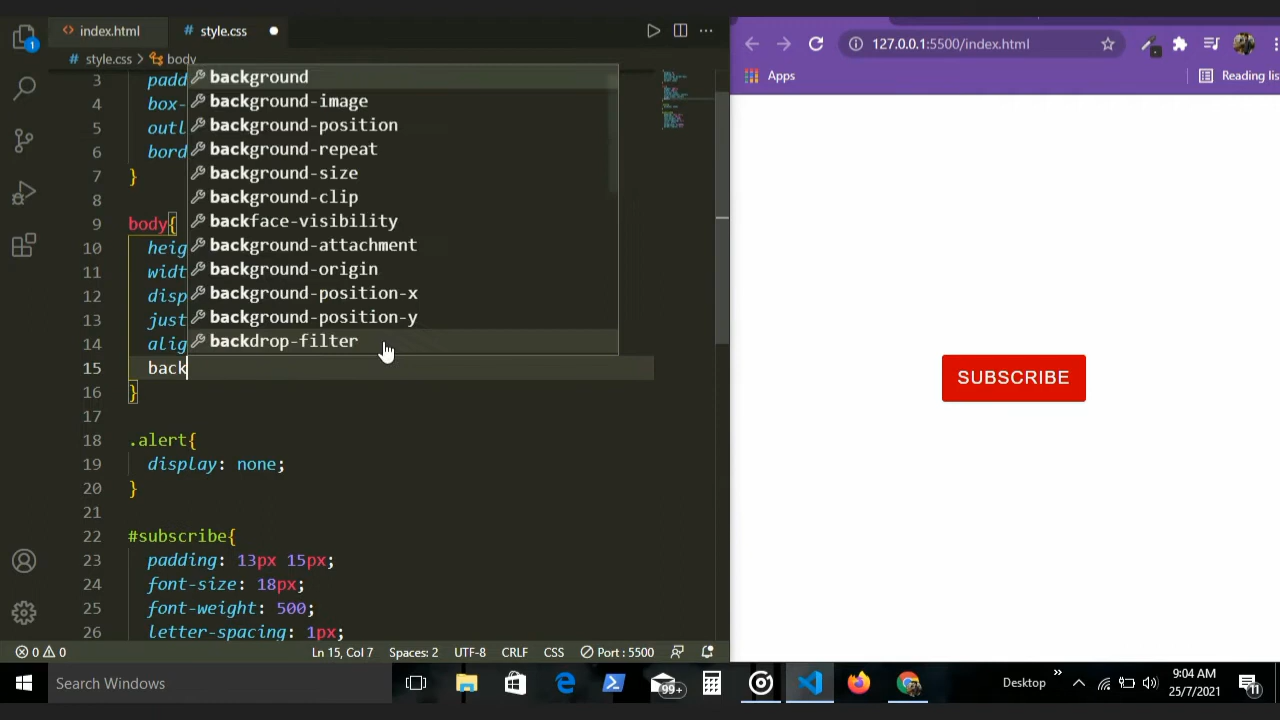 index.html
# style.css
127.0.0.1:5500/index.html
# style.css > body
Apps
Reading lis
1
3 padd
4 box-
5 outl
6 bord
7 }
8
9 body{
10 heig
11 widt
12 disp
13 just
14 alig
15 back
16 }
17
18 .alert{
19 display: none;
20 }
21
22 #subscribe{
23 padding: 13px 15px;
24 font-size: 18px;
25 font-weight: 500;
26 letter-spacing: 1px;
background
background-image
background-position
background-repeat
background-size
background-clip
backface-visibility
background-attachment
background-origin
background-position-x
background-position-y
backdrop-filter
SUBSCRIBE
0 0
Ln 15, Col 7
Spaces: 2
UTF-8
CRLF
CSS
Port : 5500
Search Windows
99+
Desktop
9:04 AM
25/7/2021
11